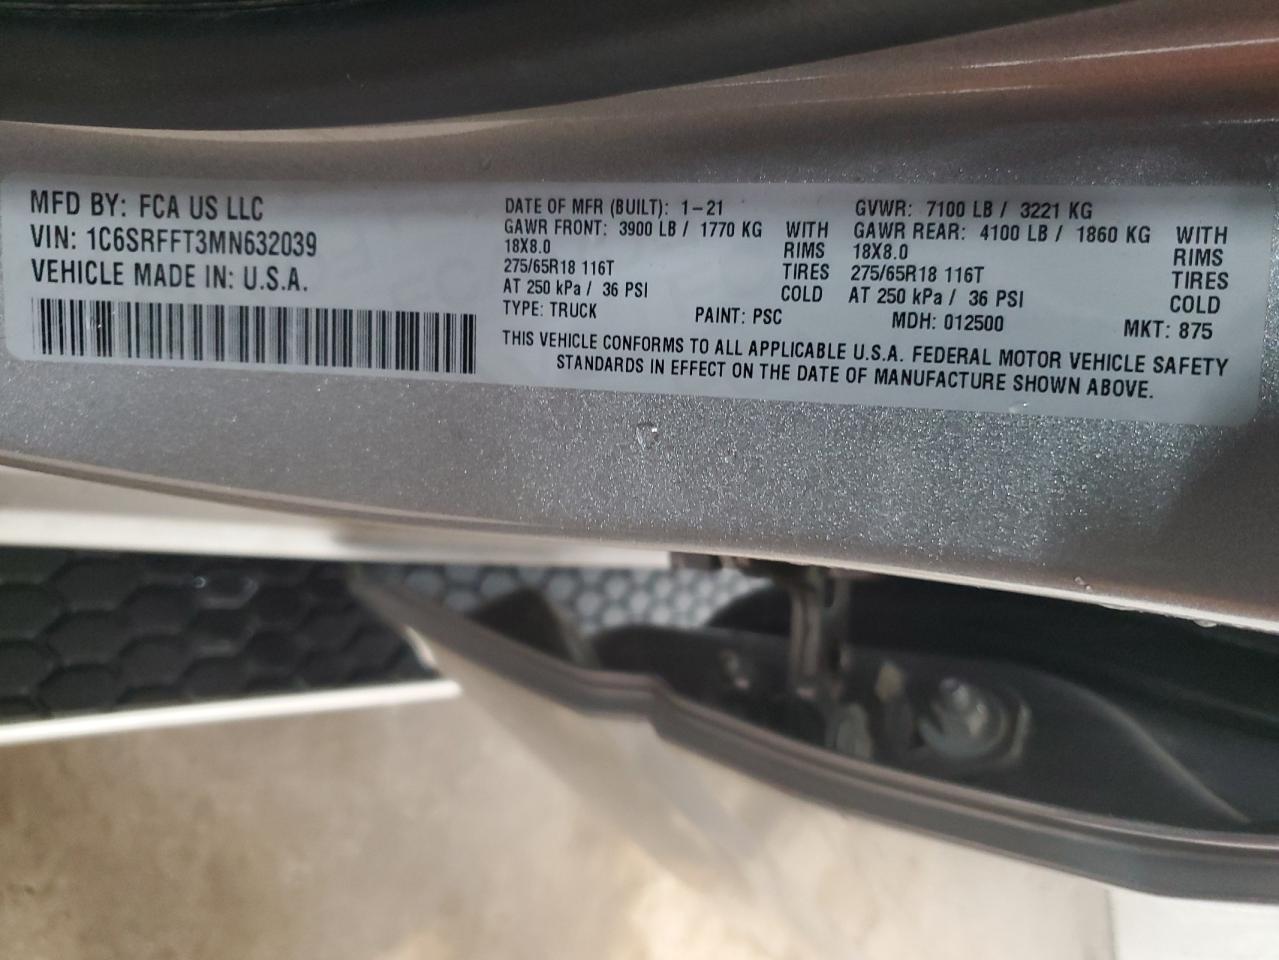 MFD BY: FCA US LLC
VIN: 1C6SRFFT3MN632039
VEHICLE MADE IN: U.S.A.
DATE OF MFR (BUILT): 1-21
GAWR FRONT: 3900 LB / 1770 KG WITH
18X8.0 RIMS
275/65R18 116T TIRES
AT 250 kPa / 36 PSI COLD
TYPE: TRUCK PAINT: PSC
GVWR: 7100 LB / 3221 KG
GAWR REAR: 4100 LB / 1860 KG WITH
18X8.0 RIMS
275/65R18 116T TIRES
AT 250 kPa / 36 PSI COLD
MDH: 012500 MKT: 875
THIS VEHICLE CONFORMS TO ALL APPLICABLE U.S.A. FEDERAL MOTOR VEHICLE SAFETY
STANDARDS IN EFFECT ON THE DATE OF MANUFACTURE SHOWN ABOVE.